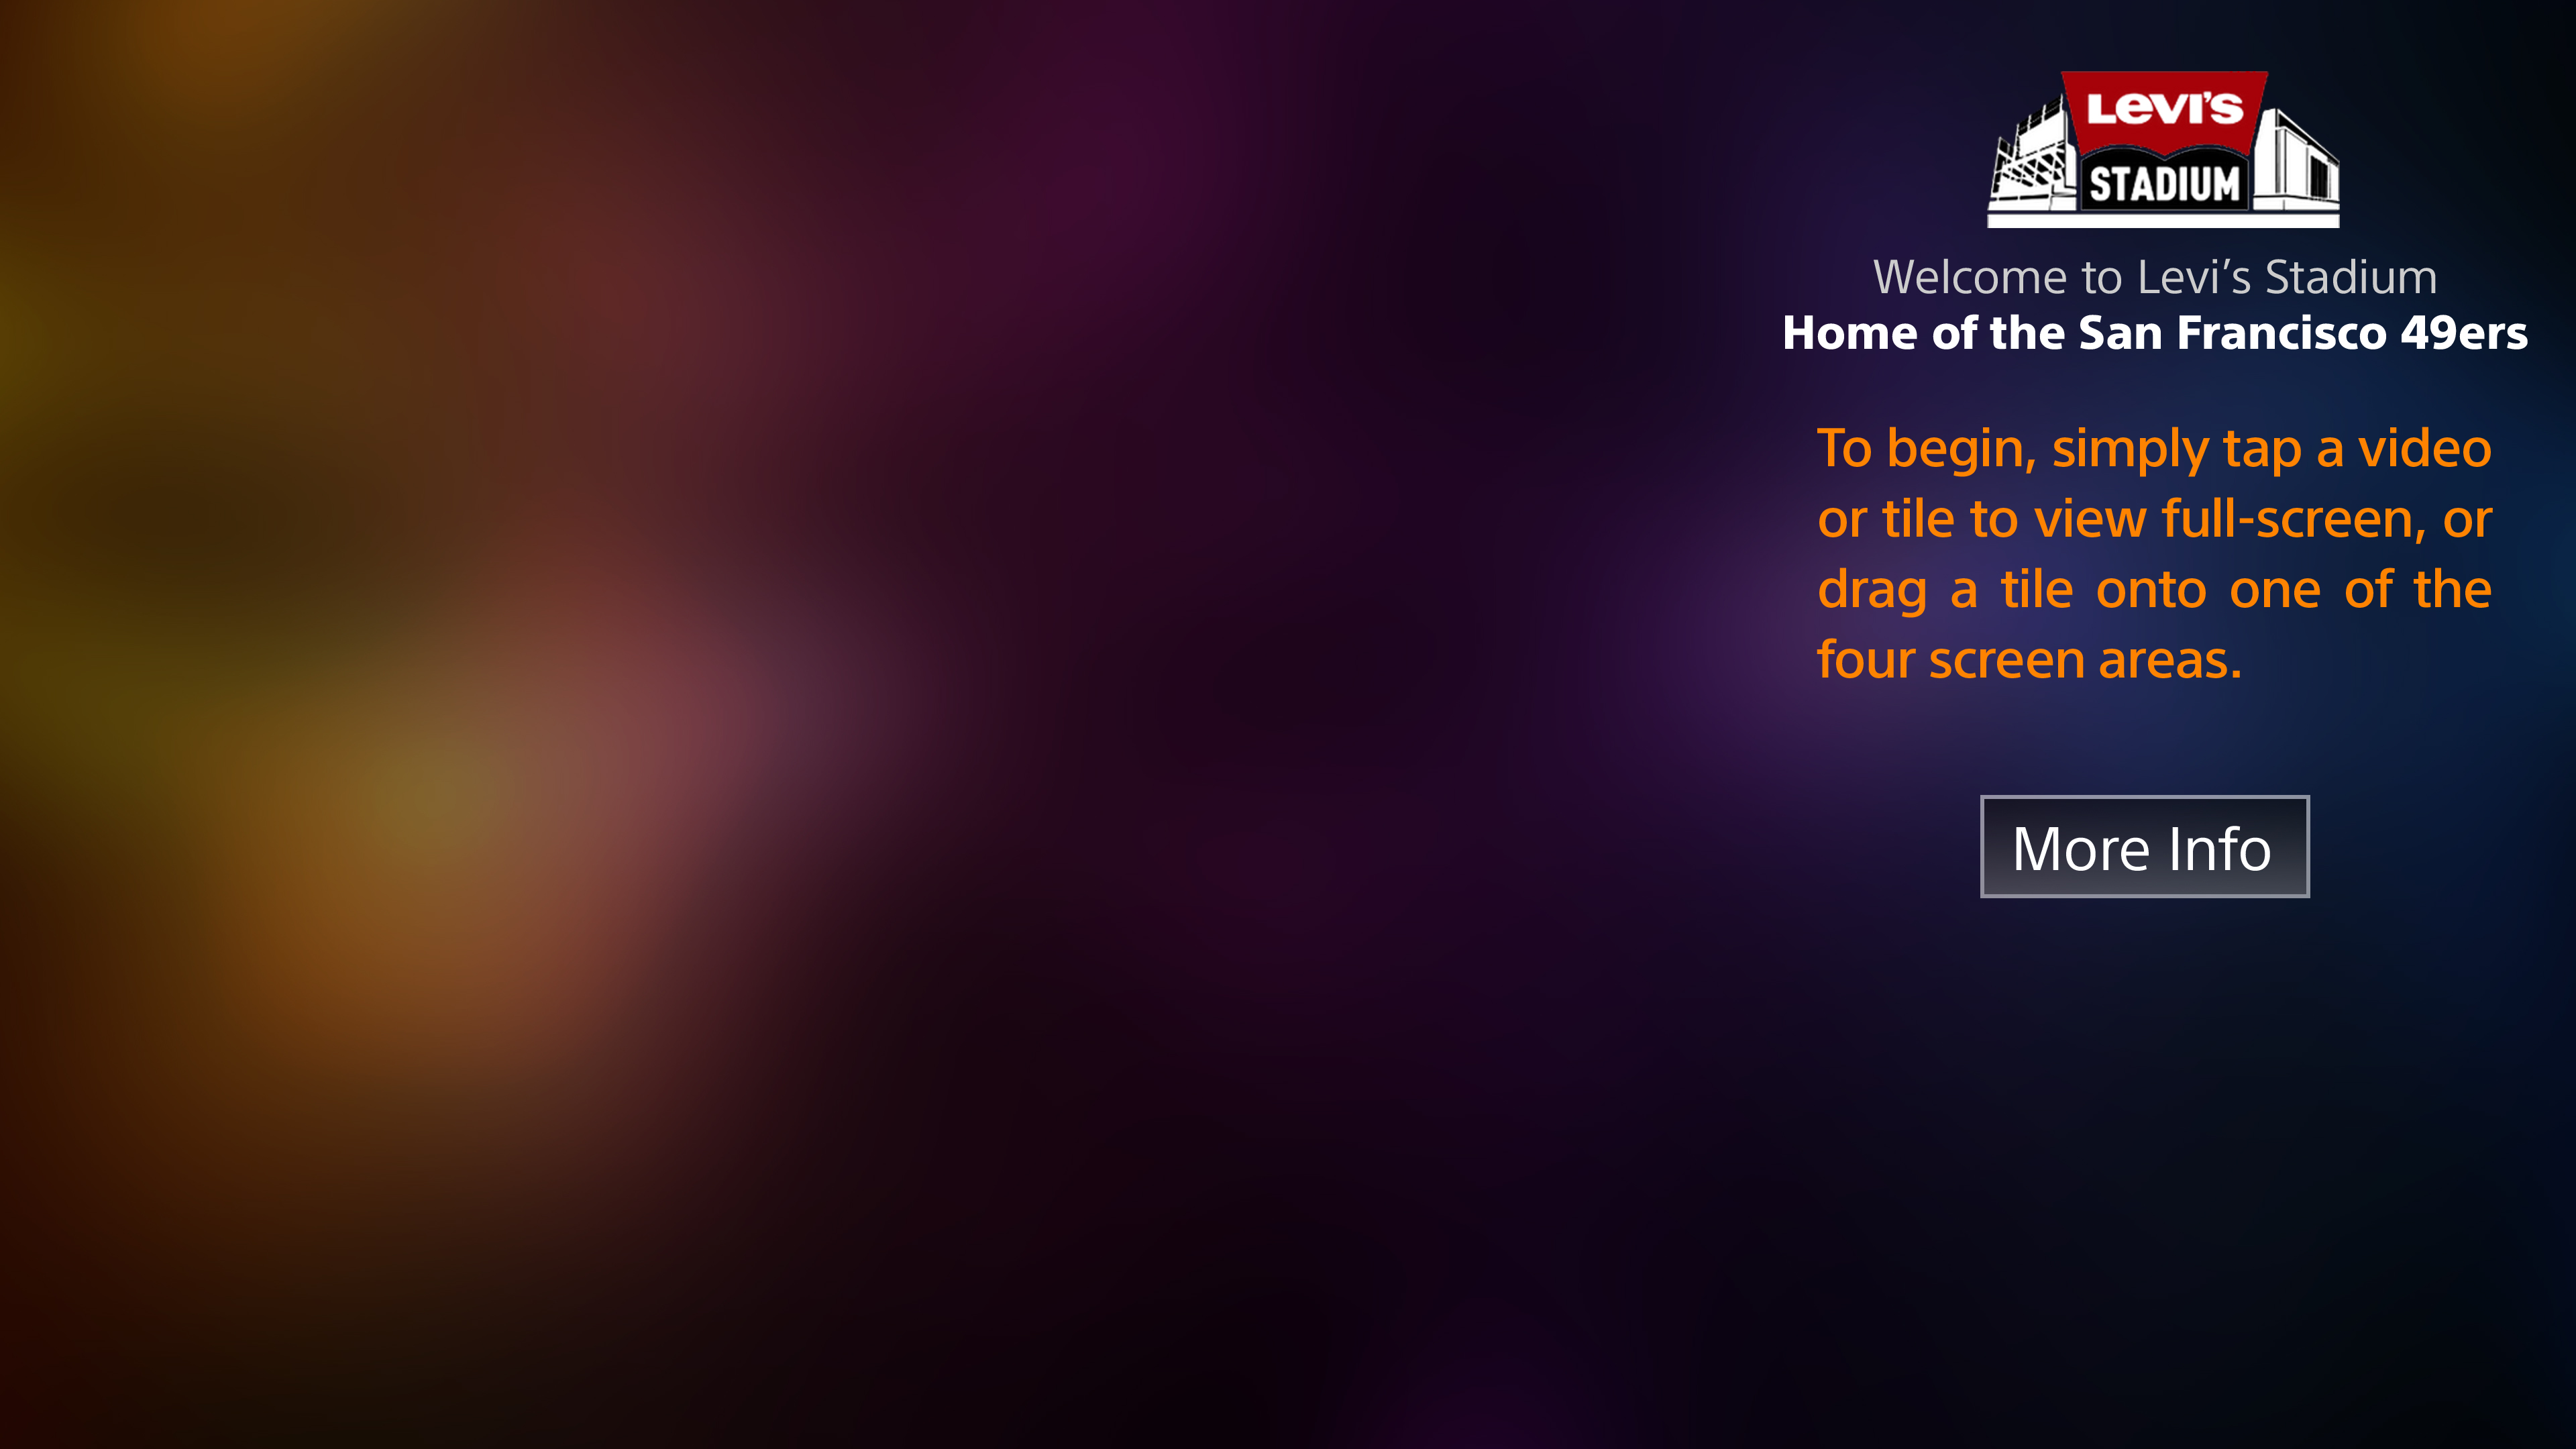 LEVI'S
STADIUM
Welcome to Levi’s Stadium
Home of the San Francisco 49ers
To begin, simply tap a video
or tile to view full-screen, or
drag a tile onto one of the
four screen areas.
More Info